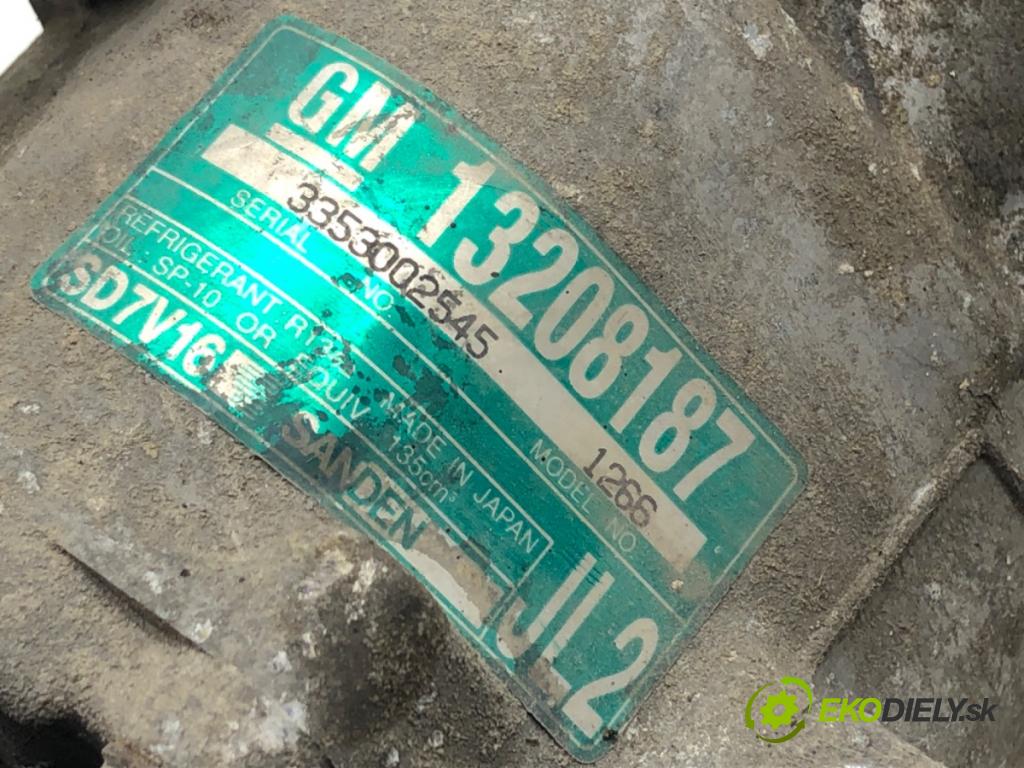 GM 13208187
3353002545 1266
SERIAL NO. MODEL NO.
REFRIGERANT R134a MADE IN JAPAN
OIL SP-10 OR EQUIV 135cm³
SD7V16 SANDEN JL2
EKODIELY.sk